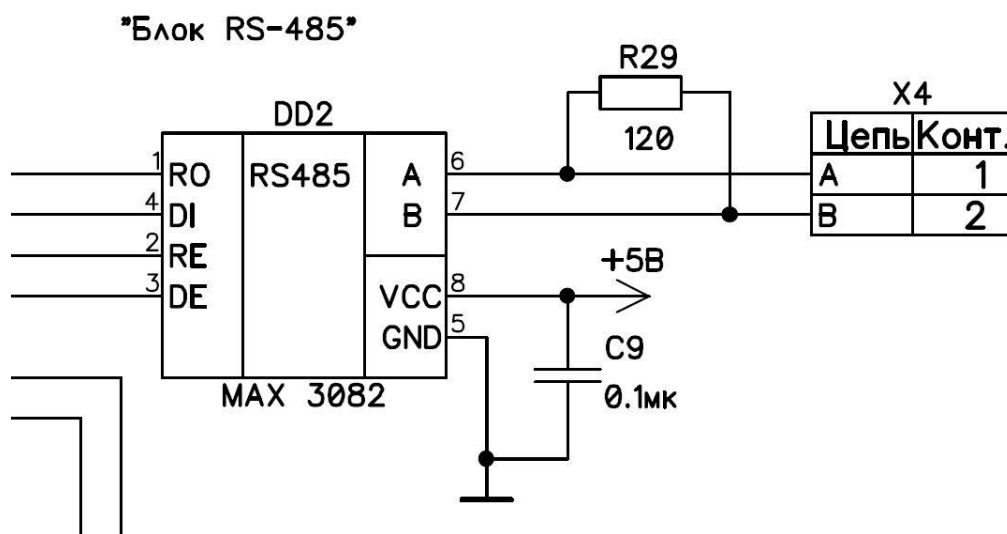 "Блок RS-485"
R29
120
X4
Цепь Конт.
A 1
B 2
DD2
1 RO RS485 A 6
4 DI B 7
2 RE
3 DE VCC 8
GND 5
MAX 3082
+5В
C9
0.1мк